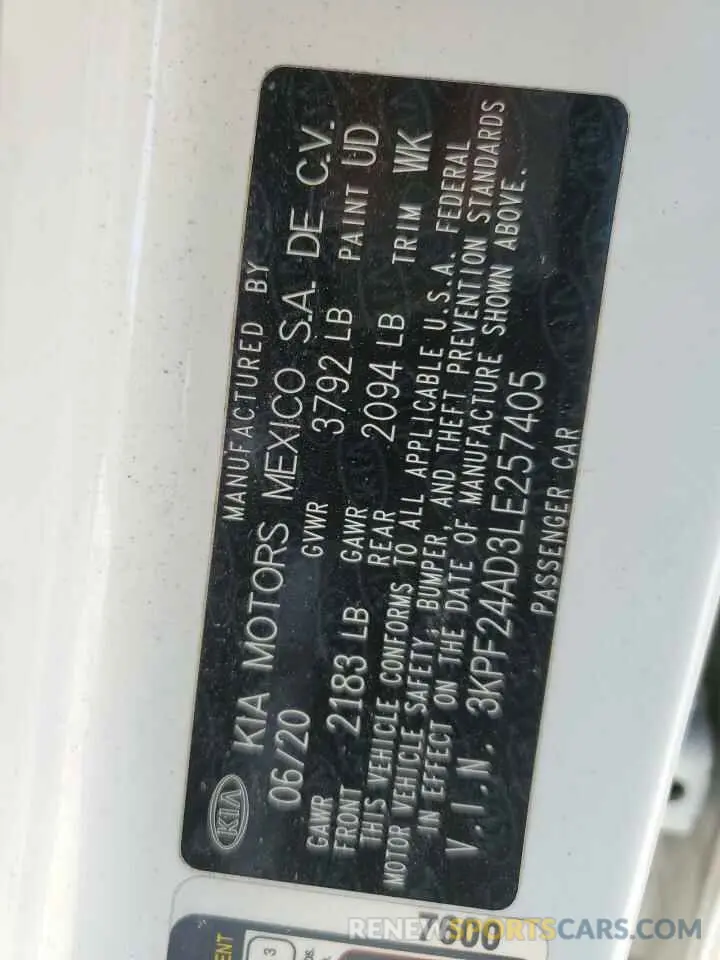 MANUFACTURED BY
KIA KIA MOTORS MEXICO S.A. DE C.V.
06/20 GVWR 3792 LB PAINT UD
GAWR FRONT 2183 LB GAWR REAR 2094 LB TRIM WK
THIS VEHICLE CONFORMS TO ALL APPLICABLE U.S.A. FEDERAL
MOTOR VEHICLE SAFETY, BUMPER, AND THEFT PREVENTION STANDARDS
IN EFFECT ON THE DATE OF MANUFACTURE SHOWN ABOVE.
V.I.N. 3KPF24AD3LE257405
PASSENGER CAR
7600
3
RENEWSPORTSCARS.COM